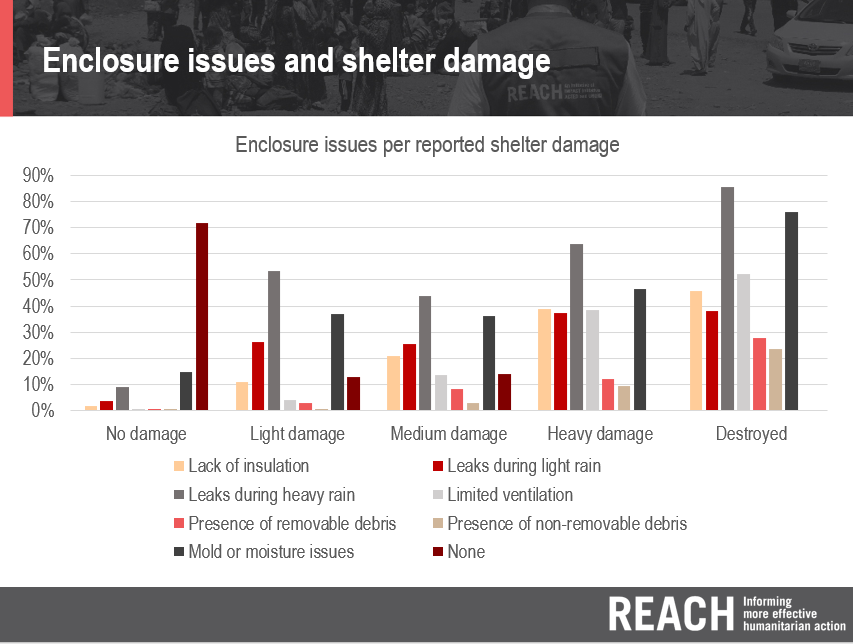 Enclosure issues and shelter damage
REACH
Enclosure issues per reported shelter damage
90%
80%
70%
60%
50%
40%
30%
20%
10%
0%
No damage
Light damage
Medium damage
Heavy damage
Destroyed
Lack of insulation
Leaks during light rain
Leaks during heavy rain
Limited ventilation
Presence of removable debris
Presence of non-removable debris
Mold or moisture issues
None
REACH
Informing
more effective
humanitarian action